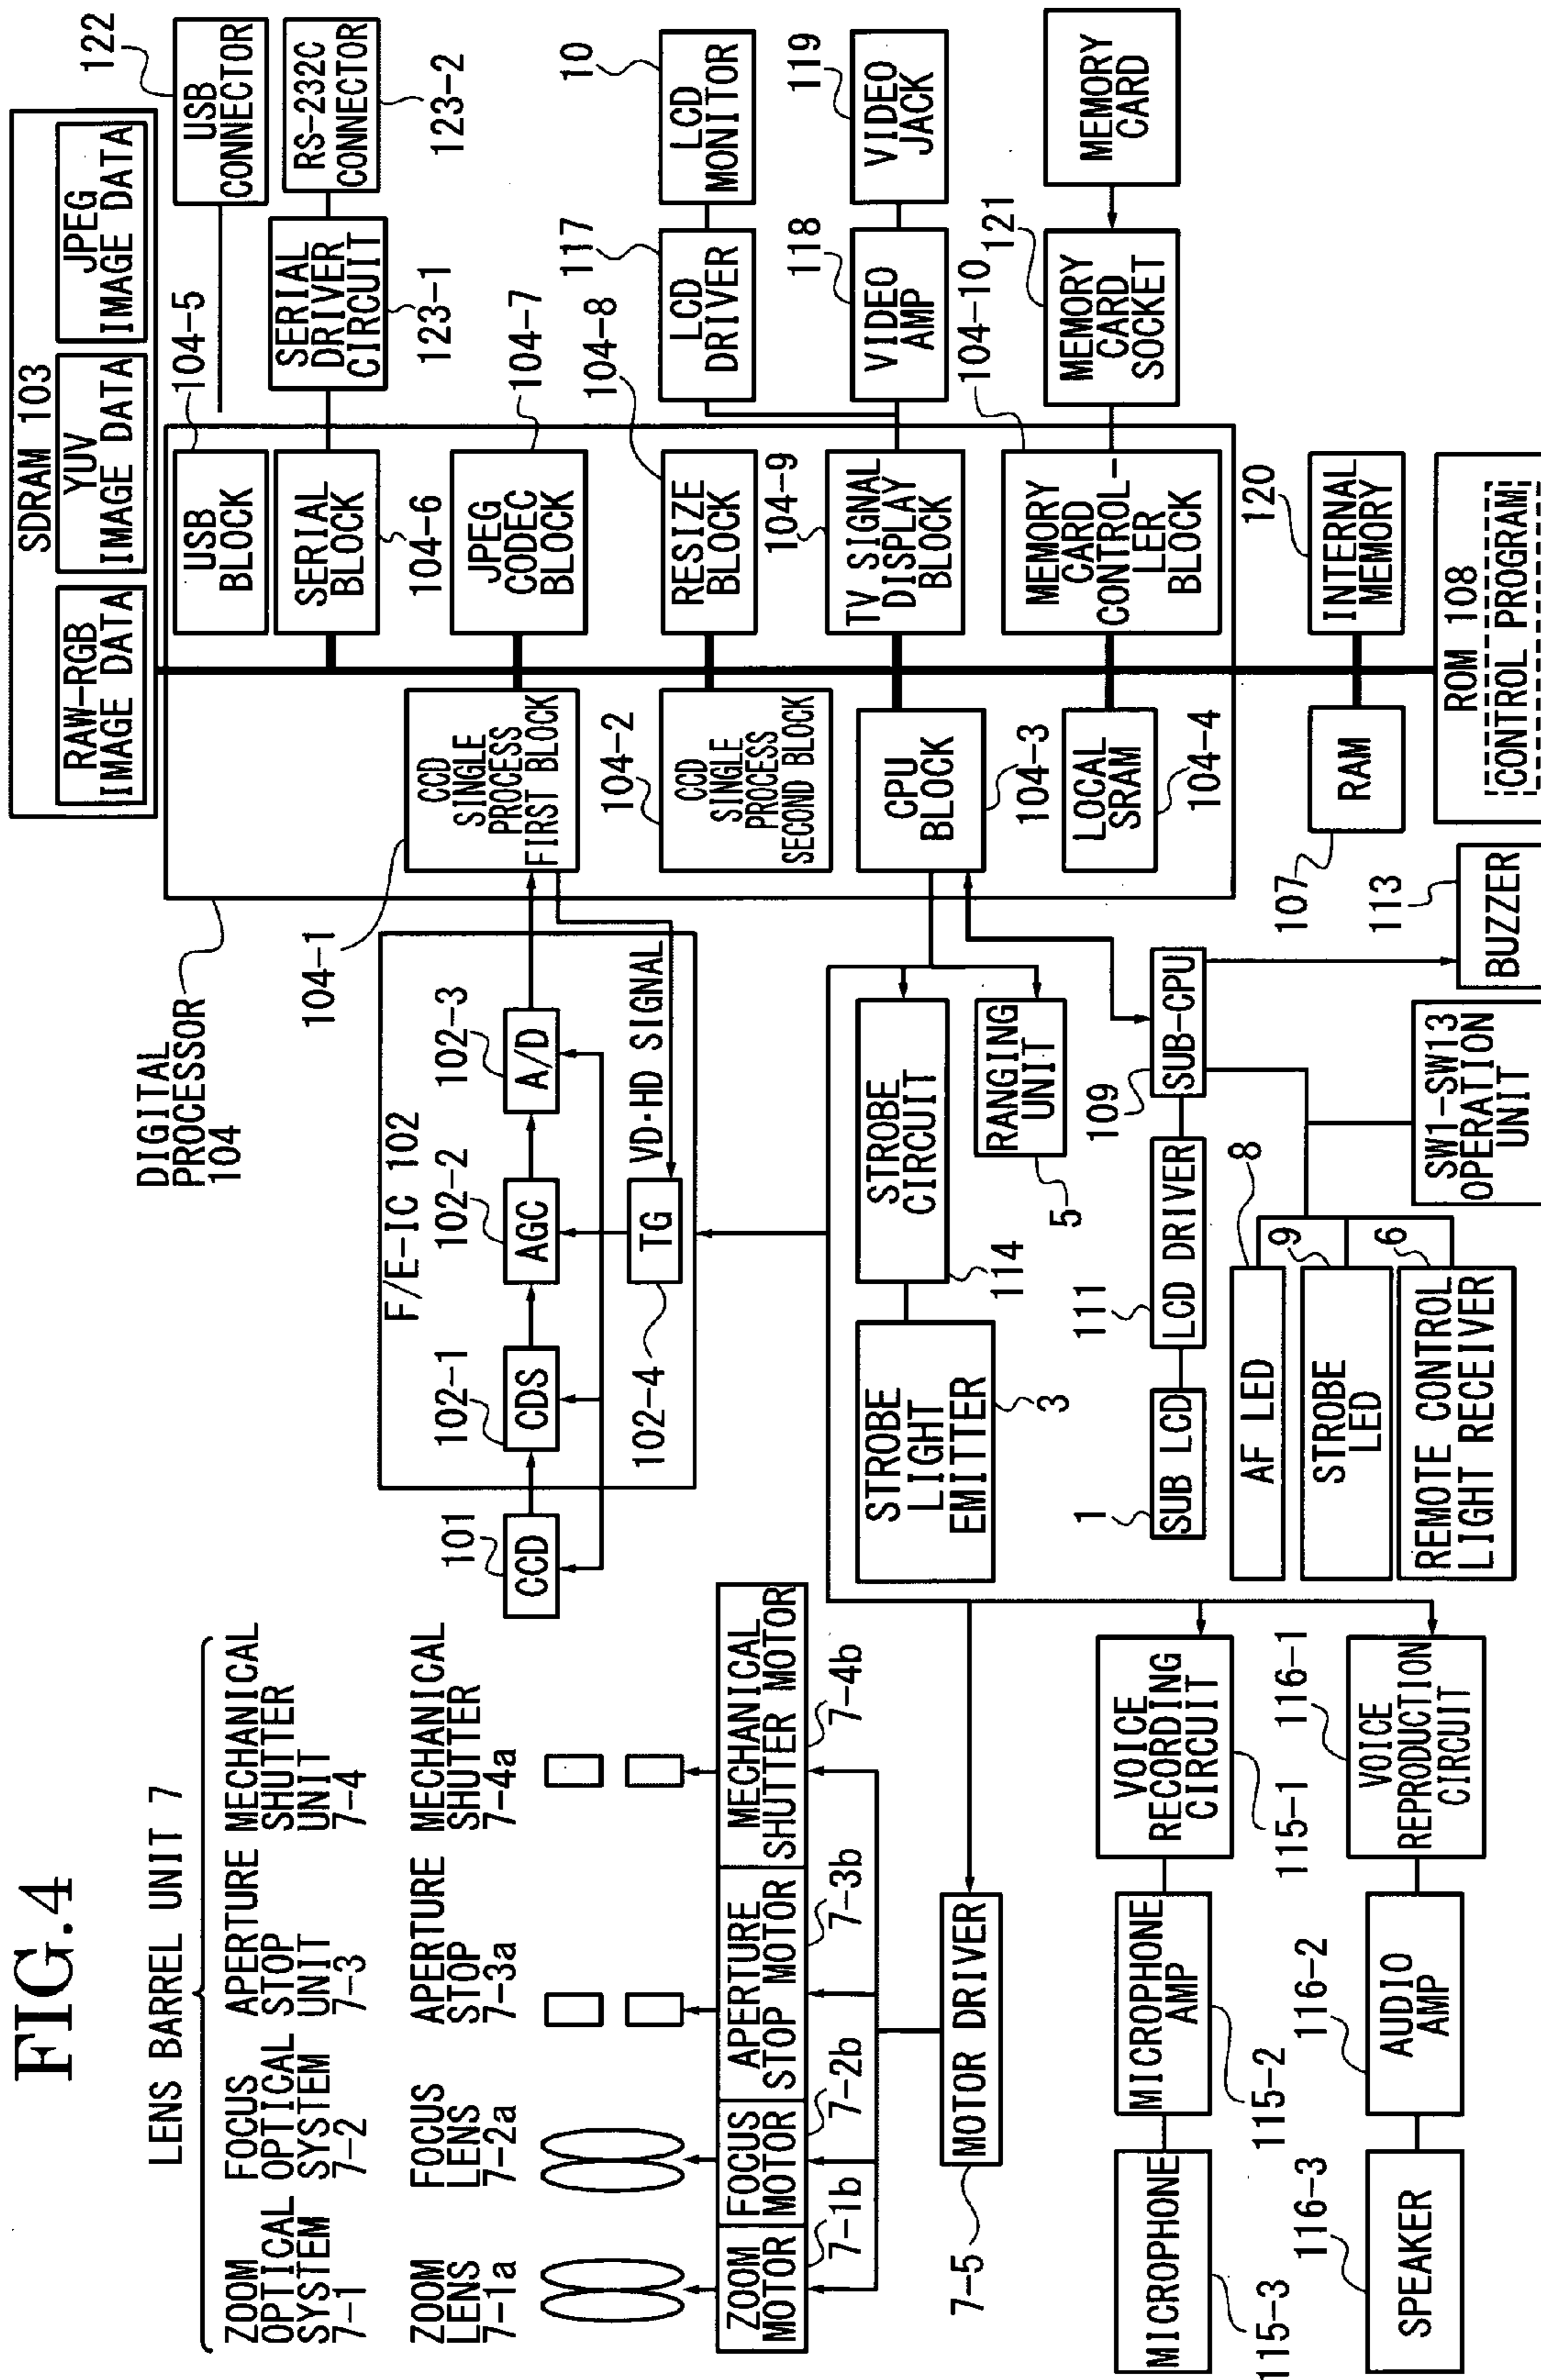 FIG.4
LENS BARREL UNIT 7
ZOOM
OPTICAL
SYSTEM
7-1
FOCUS
OPTICAL
SYSTEM
7-2
APERTURE
STOP
UNIT
7-3
MECHANICAL
SHUTTER
UNIT
7-4
ZOOM
LENS
7-1a
FOCUS
LENS
7-2a
APERTURE
STOP
7-3a
MECHANICAL
SHUTTER
7-4a
ZOOM
MOTOR
7-1b
FOCUS
MOTOR
7-2b
APERTURE
STOP MOTOR
7-3b
MECHANICAL
SHUTTER MOTOR
7-4b
MOTOR DRIVER
7-5
CCD
101
F/E-IC 102
CDS
102-1
AGC
102-2
A/D
102-3
TG
102-4
VD·HD SIGNAL
DIGITAL
PROCESSOR
104
SDRAM 103
RAW-RGB
IMAGE DATA
YUV
IMAGE DATA
JPEG
IMAGE DATA
104-1
CCD
SINGLE
PROCESS
FIRST BLOCK
104-2
CCD
SINGLE
PROCESS
SECOND BLOCK
CPU
BLOCK
104-3
LOCAL
SRAM
104-4
USB
BLOCK
104-5
SERIAL
BLOCK
104-6
JPEG
CODEC
BLOCK
104-7
RESIZE
BLOCK
104-8
TV SIGNAL
DISPLAY
BLOCK
104-9
MEMORY
CARD
CONTROL-
LER
BLOCK
104-10
USB
CONNECTOR
122
SERIAL
DRIVER
CIRCUIT
123-1
RS-232C
CONNECTOR
123-2
LCD
DRIVER
117
LCD
MONITOR
10
VIDEO
AMP
118
VIDEO
JACK
119
MEMORY
CARD
SOCKET
121
MEMORY
CARD
RAM
107
INTERNAL
MEMORY
120
ROM 108
CONTROL PROGRAM
STROBE
CIRCUIT
114
STROBE
LIGHT
EMITTER
3
RANGING
UNIT
5
SUB-CPU
109
LCD DRIVER
111
SUB LCD
1
BUZZER
113
AF LED
8
STROBE
LED
9
REMOTE CONTROL
LIGHT RECEIVER
6
SW1-SW13
OPERATION
UNIT
VOICE
RECORDING
CIRCUIT
115-1
MICROPHONE
AMP
115-2
MICROPHONE
115-3
VOICE
REPRODUCTION
CIRCUIT
116-1
AUDIO
AMP
116-2
SPEAKER
116-3